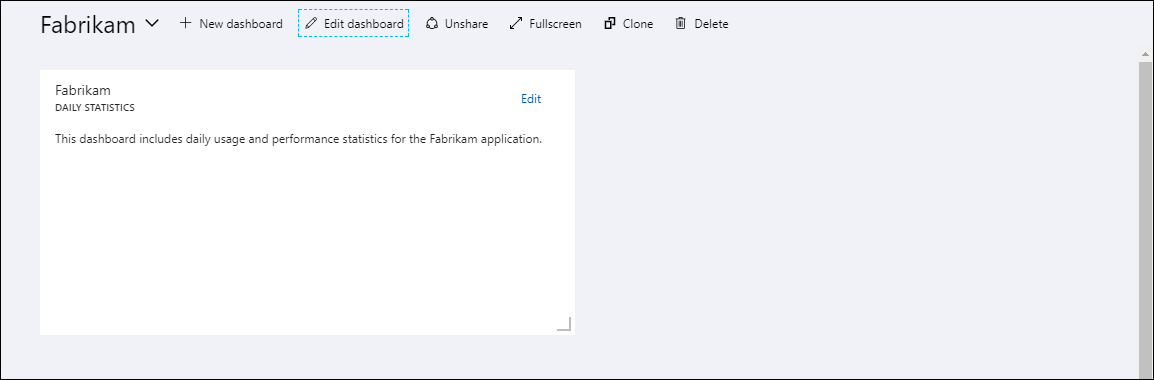 Fabrikam New dashboard Edit dashboard Unshare Fullscreen Clone Delete
Fabrikam
DAILY STATISTICS
Edit
This dashboard includes daily usage and performance statistics for the Fabrikam application.